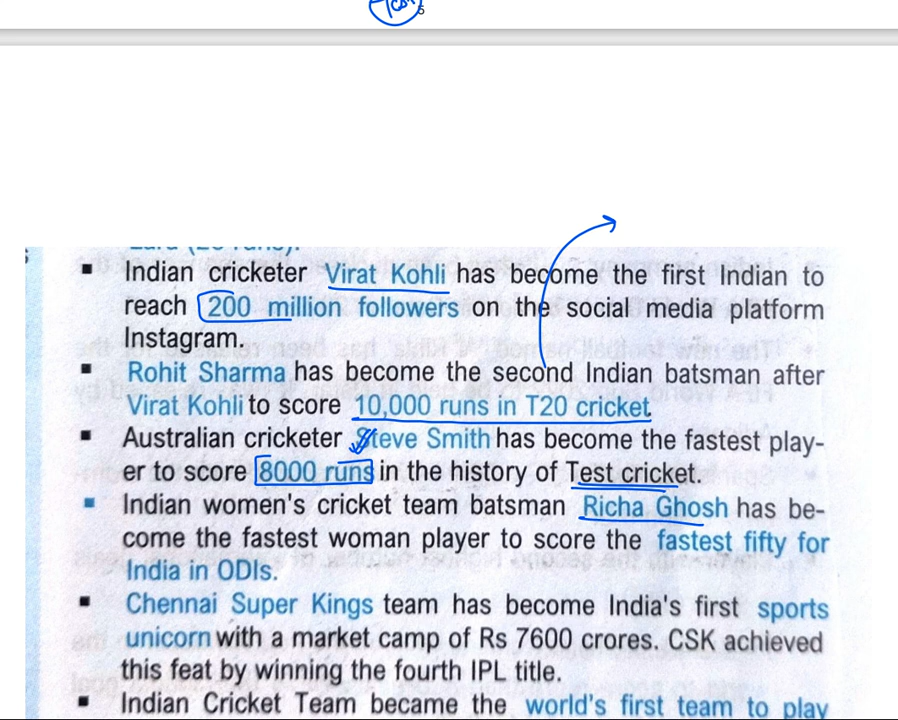 Indian cricketer Virat Kohli has become the first Indian to
reach 200 million followers on the social media platform
Instagram.
Rohit Sharma has become the second Indian batsman after
Virat Kohli to score 10,000 runs in T20 cricket.
Australian cricketer Steve Smith has become the fastest play-
er to score 8000 runs in the history of Test cricket.
Indian women's cricket team batsman Richa Ghosh has be-
come the fastest woman player to score the fastest fifty for
India in ODIs.
Chennai Super Kings team has become India's first sports
unicorn with a market camp of Rs 7600 crores. CSK achieved
this feat by winning the fourth IPL title.
Indian Cricket Team became the world's first team to play